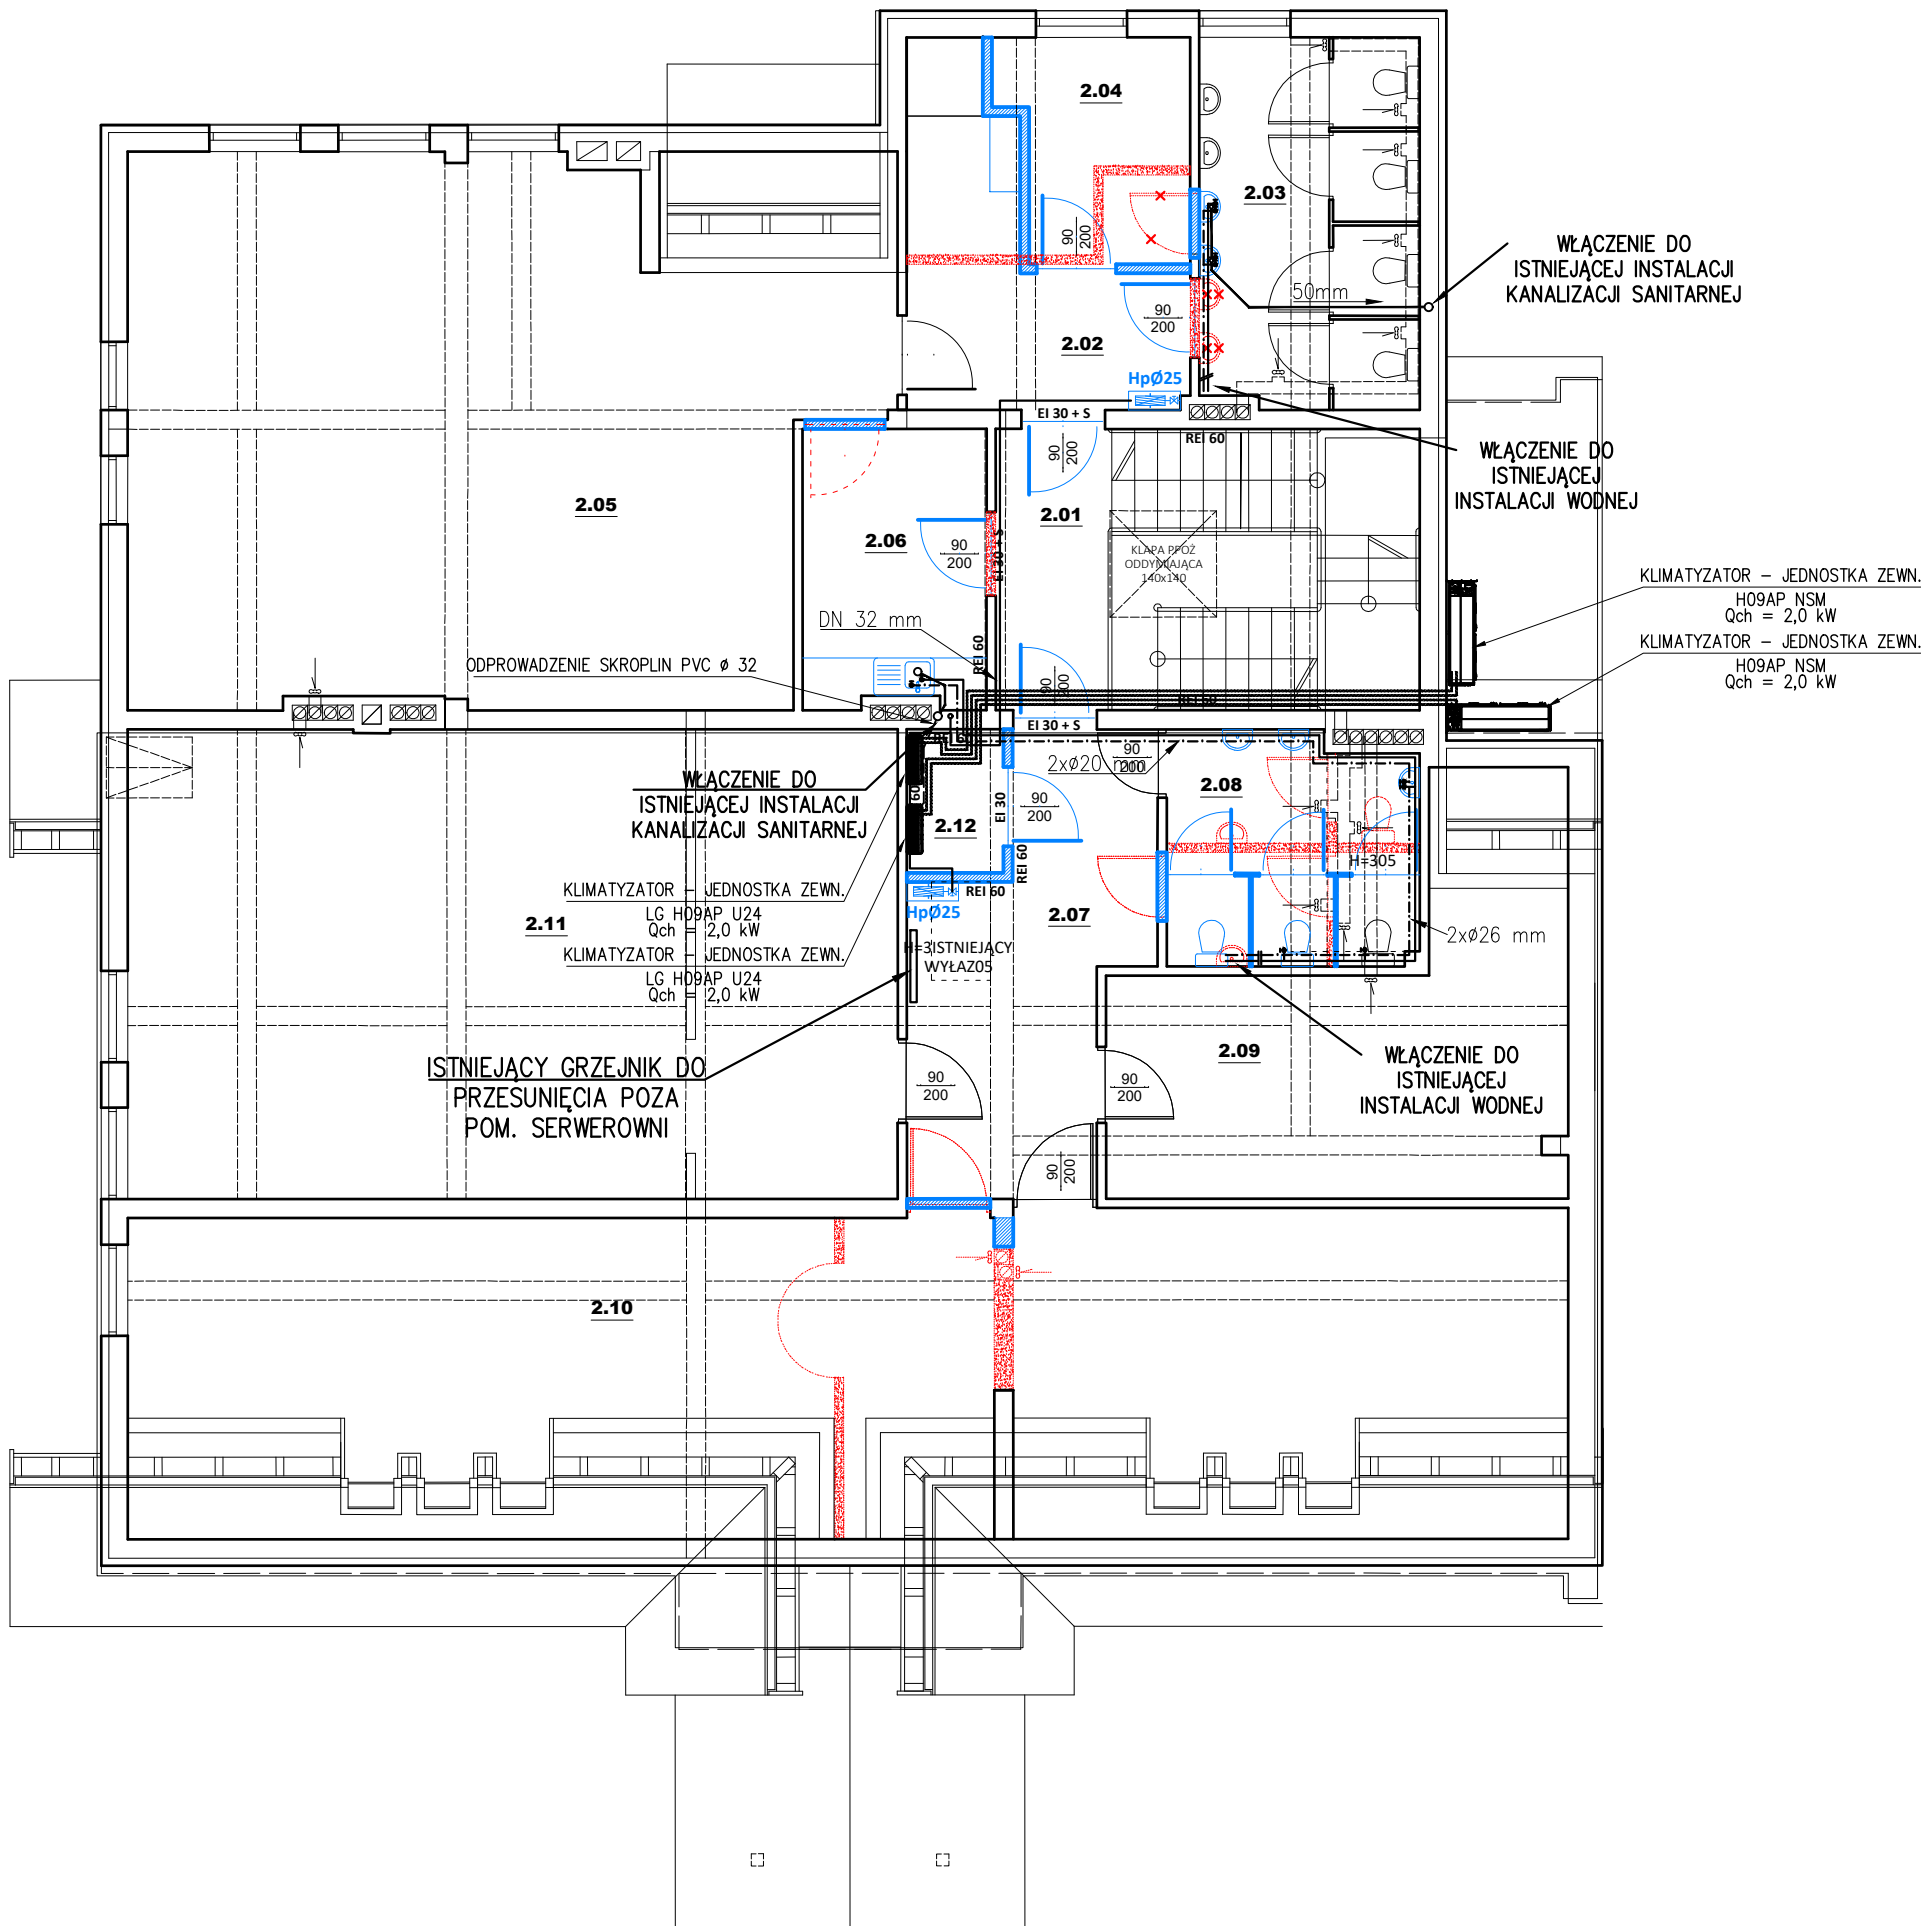 2.04
2.03
90
200
WŁĄCZENIE DO
ISTNIEJĄCEJ INSTALACJI
KANALIZACJI SANITARNEJ
50mm
90
200
2.02
HpØ25
EI 30 + S
REI 60
90
200
WŁĄCZENIE DO
ISTNIEJĄCEJ
INSTALACJI WODNEJ
2.05
2.01
2.06
90
200
EI 30 + S
KLAPA PPOŻ
ODDYMIAJĄCA
140x140
KLIMATYZATOR – JEDNOSTKA ZEWN.
H09AP NSM
Qch = 2,0 kW
KLIMATYZATOR – JEDNOSTKA ZEWN.
H09AP NSM
Qch = 2,0 kW
DN 32 mm
REI 60
ODPROWADZENIE SKROPLIN PVC ø 32
90
200
REI 60
EI 30 + S
90
200
2xø20 mm
WŁĄCZENIE DO
ISTNIEJĄCEJ INSTALACJI
KANALIZACJI SANITARNEJ
60
2.12
EI 30
90
200
2.08
H=305
REI 60
KLIMATYZATOR – JEDNOSTKA ZEWN.
LG H09AP U24
Qch = 2,0 kW
REI 60
HpØ25
2.07
2.11
KLIMATYZATOR – JEDNOSTKA ZEWN.
LG H09AP U24
Qch = 2,0 kW
H=3ISTNIEJĄCY
WYŁAZ05
2xø26 mm
2.09
WŁĄCZENIE DO
ISTNIEJĄCEJ
INSTALACJI WODNEJ
ISTNIEJĄCY GRZEJNIK DO
PRZESUNIĘCIA POZA
POM. SERWEROWNI
90
200
90
200
90
200
2.10